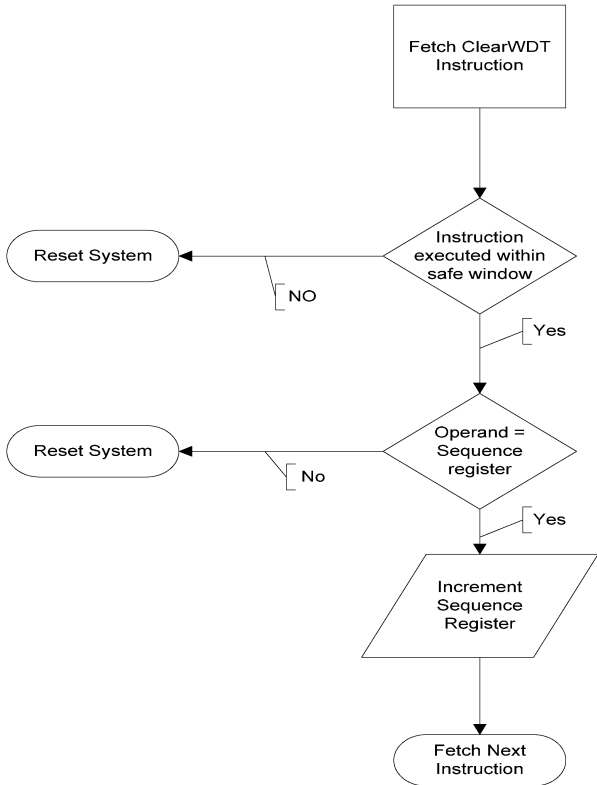 Fetch ClearWDT
Instruction
Instruction
executed within
safe window
Reset System
NO
Yes
Operand =
Sequence
register
Reset System
No
Yes
Increment
Sequence
Register
Fetch Next
Instruction